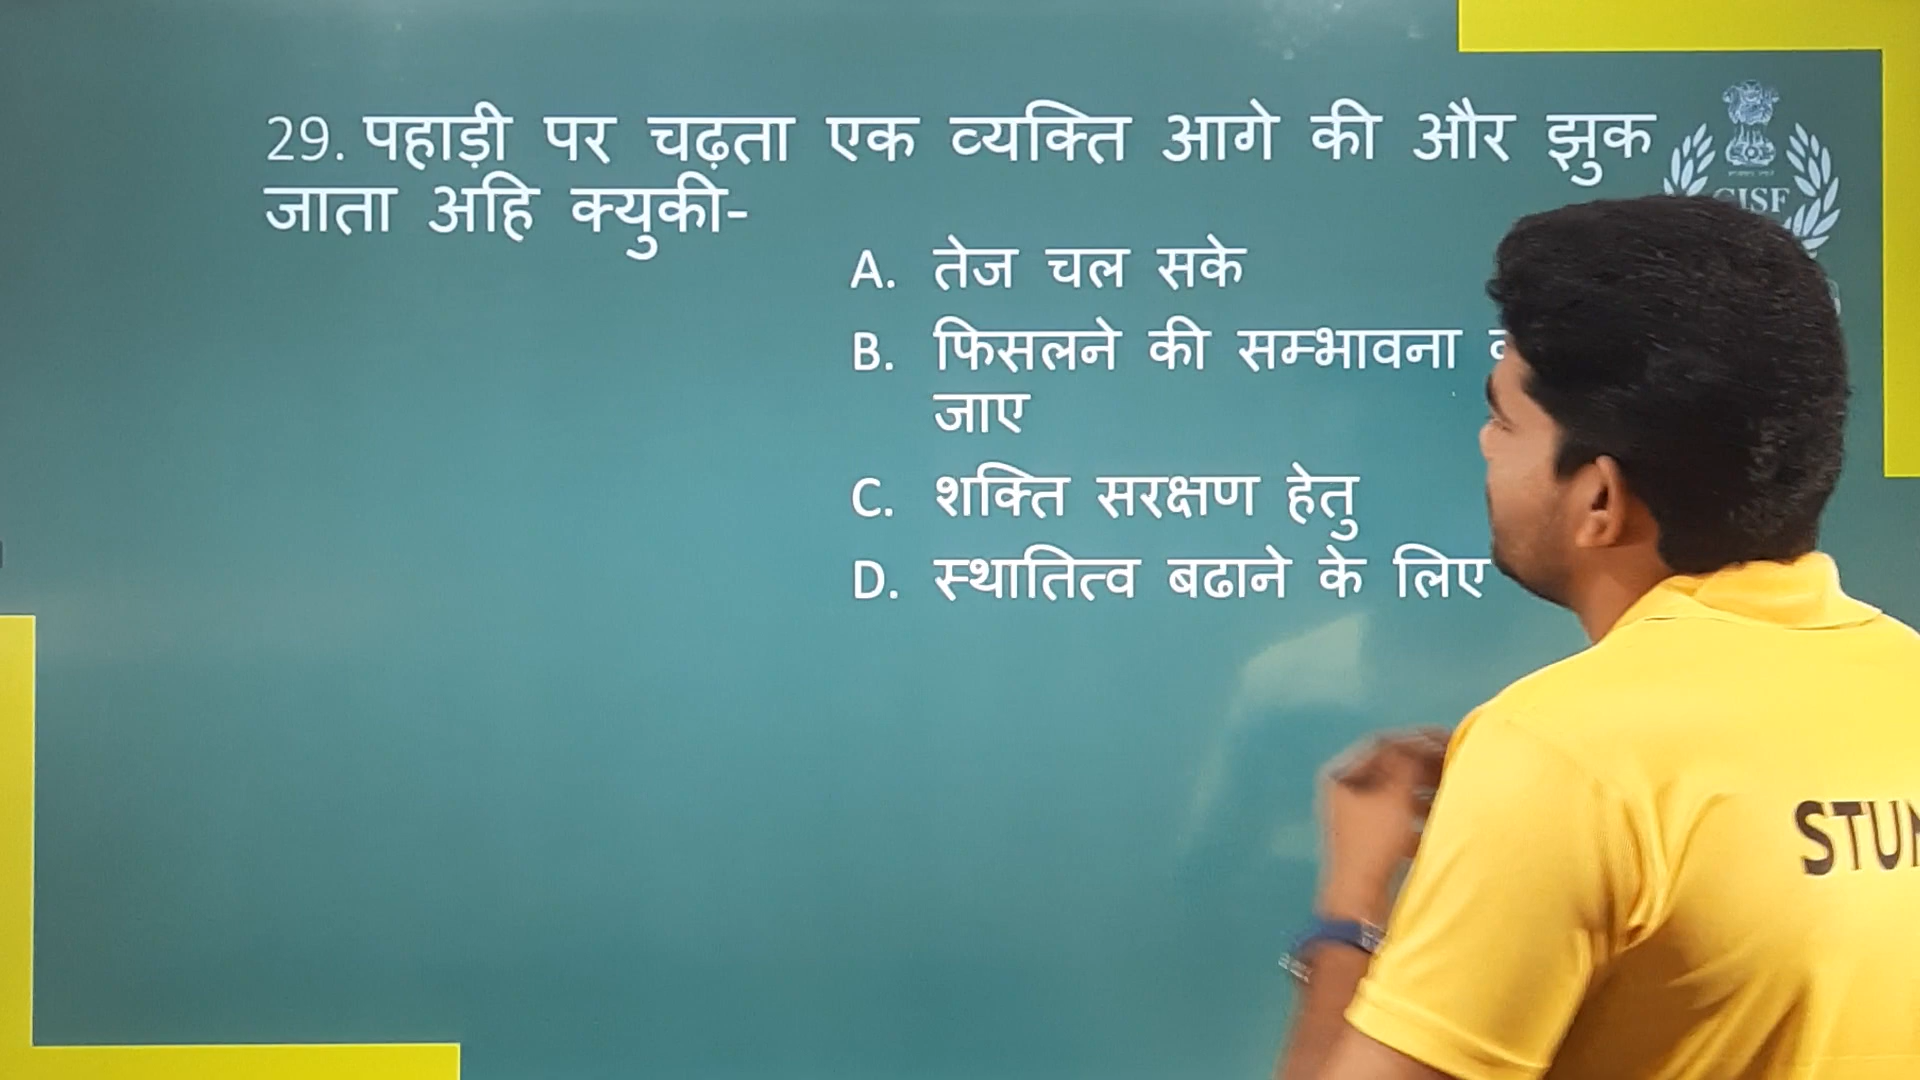 29. पहाड़ी पर चढ़ता एक व्यक्ति आगे की और झुक
जाता अहि क्युकी-
CISF
A. तेज चल सके
B. फिसलने की सम्भावना
जाए
C. शक्ति सरक्षण हेतु
D. स्थातित्व बढाने के लिए